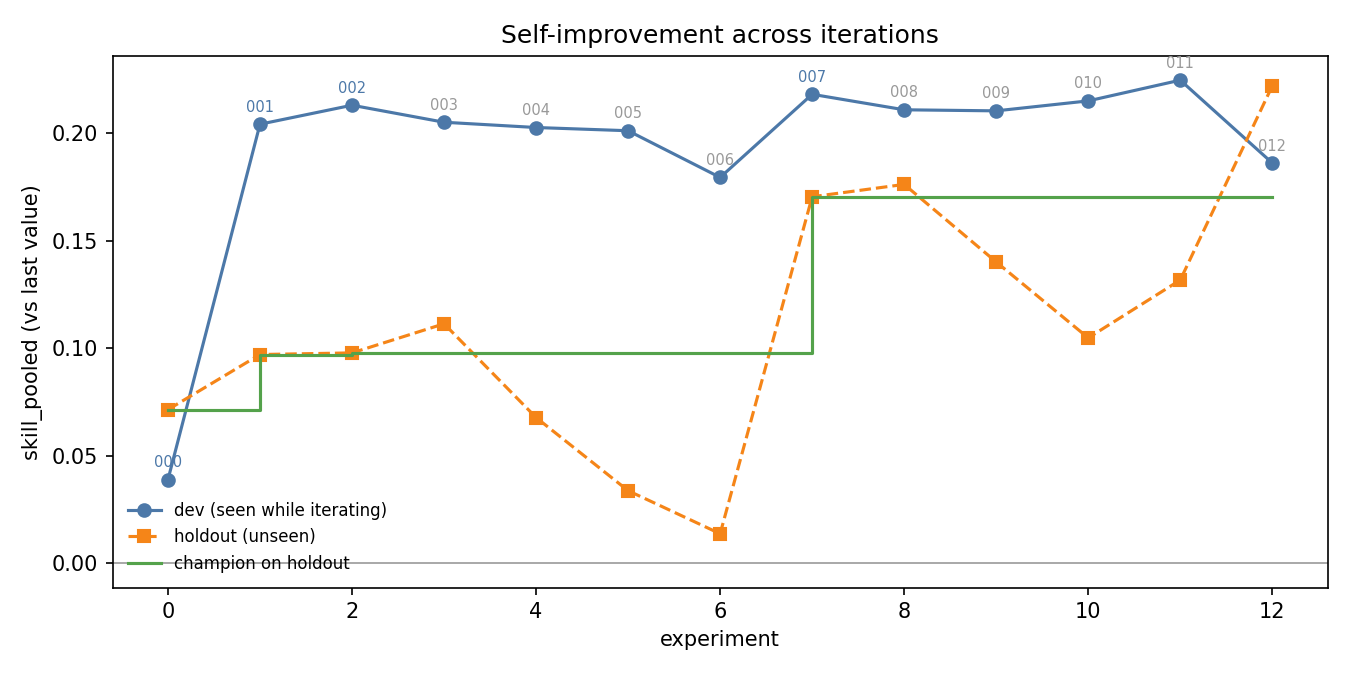 Self-improvement across iterations
skill_pooled (vs last value)
0.20
0.15
0.10
0.05
0.00
000
001
002
003
004
005
006
007
008
009
010
011
012
dev (seen while iterating)
holdout (unseen)
champion on holdout
0 2 4 6 8 10 12
experiment